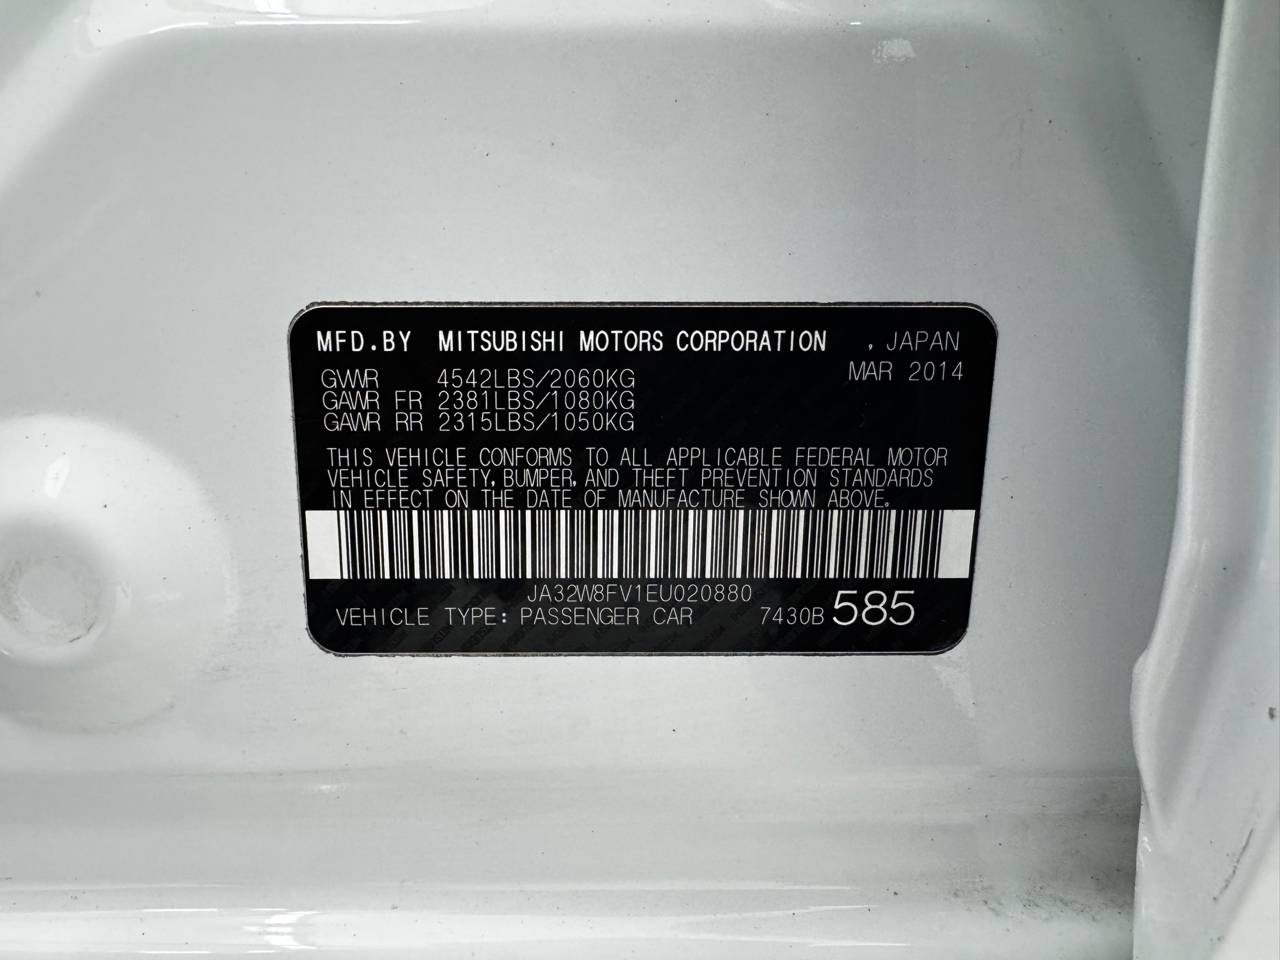 MFD.BY MITSUBISHI MOTORS CORPORATION , JAPAN
MAR 2014
GVWR 4542LBS/2060KG
GAWR FR 2381LBS/1080KG
GAWR RR 2315LBS/1050KG
THIS VEHICLE CONFORMS TO ALL APPLICABLE FEDERAL MOTOR
VEHICLE SAFETY, BUMPER, AND THEFT PREVENTION STANDARDS
IN EFFECT ON THE DATE OF MANUFACTURE SHOWN ABOVE.
JA32W8FV1EU020880
VEHICLE TYPE: PASSENGER CAR 7430B 585